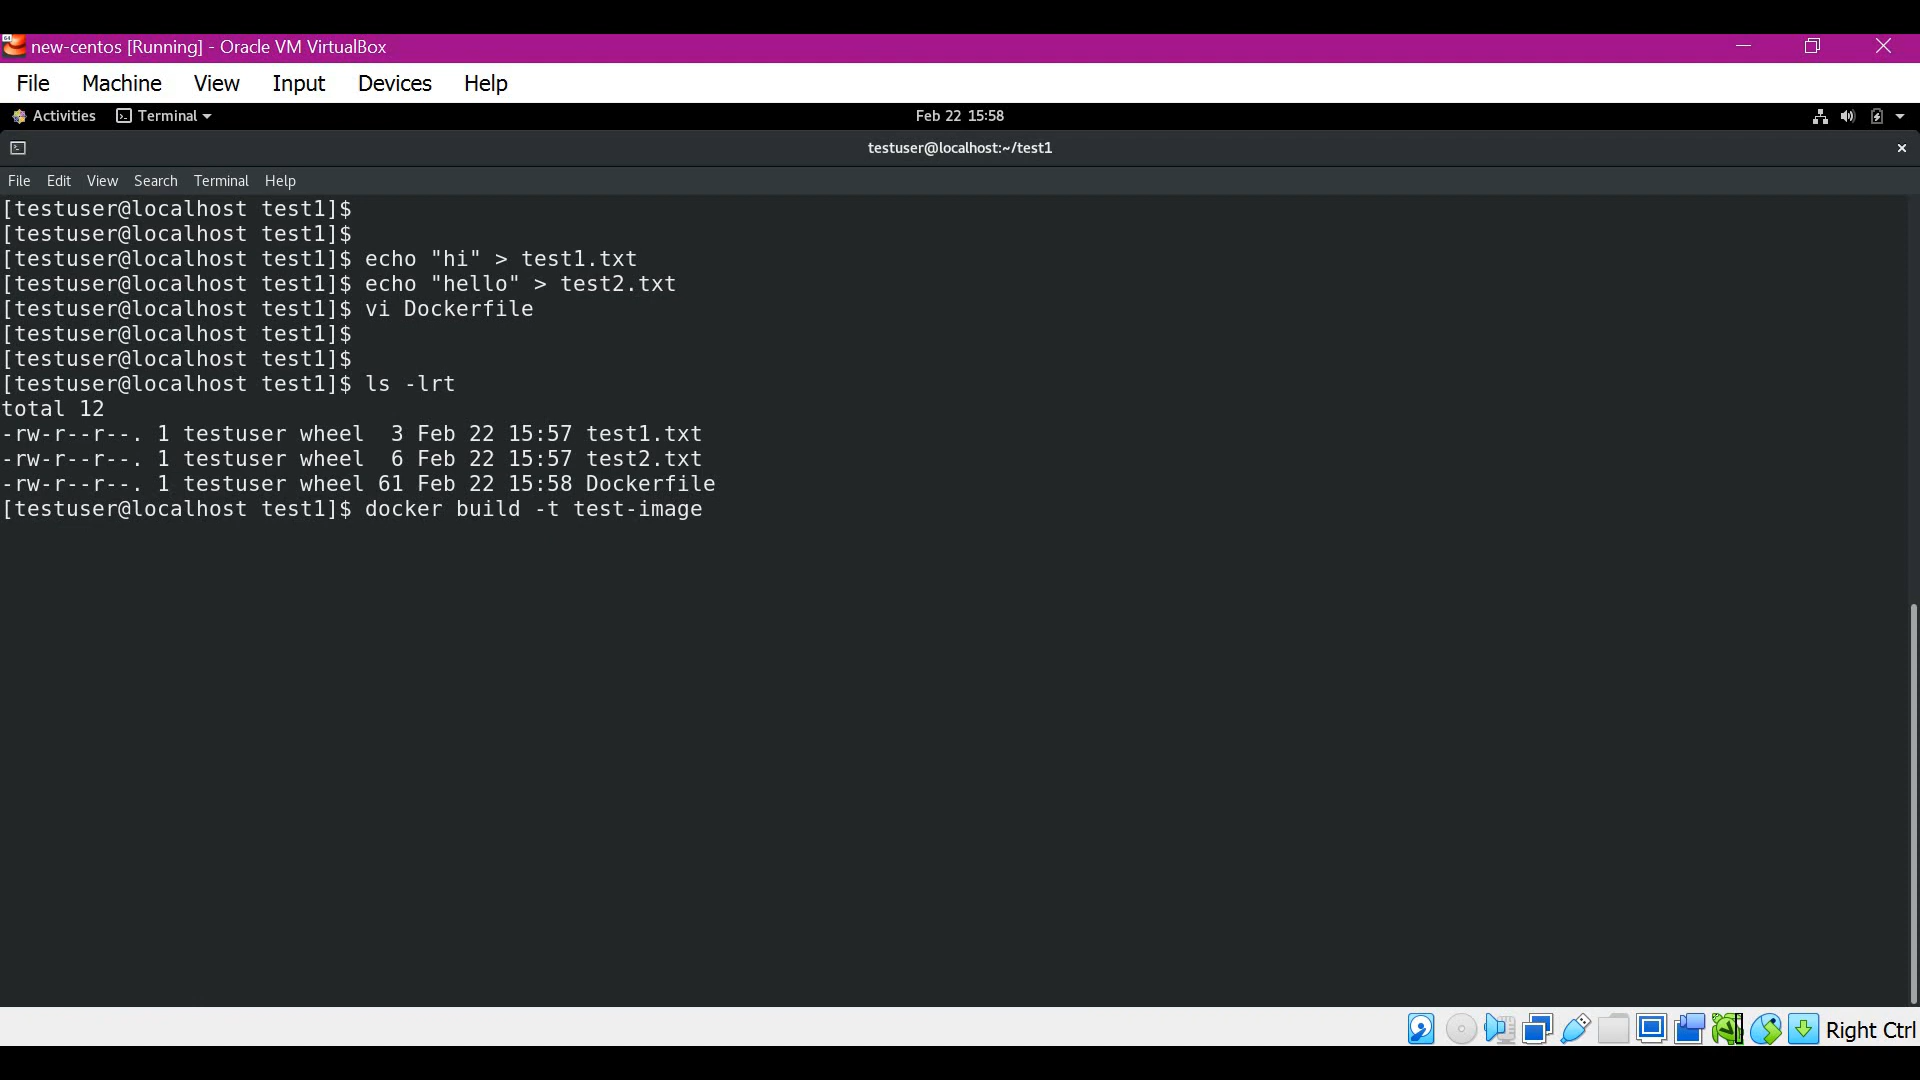 new-centos [Running] - Oracle VM VirtualBox
File Machine View Input Devices Help
Activities Terminal Feb 22 15:58
testuser@localhost:~/test1
File Edit View Search Terminal Help
[testuser@localhost test1]$
[testuser@localhost test1]$
[testuser@localhost test1]$ echo "hi" > test1.txt
[testuser@localhost test1]$ echo "hello" > test2.txt
[testuser@localhost test1]$ vi Dockerfile
[testuser@localhost test1]$
[testuser@localhost test1]$
[testuser@localhost test1]$ ls -lrt
total 12
-rw-r--r--. 1 testuser wheel  3 Feb 22 15:57 test1.txt
-rw-r--r--. 1 testuser wheel  6 Feb 22 15:57 test2.txt
-rw-r--r--. 1 testuser wheel 61 Feb 22 15:58 Dockerfile
[testuser@localhost test1]$ docker build -t test-image
Right Ctrl